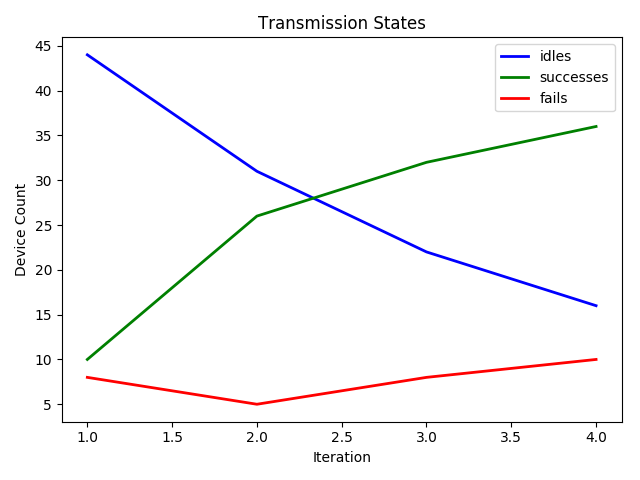 Transmission States
idles
successes
fails
Device Count
45
40
35
30
25
20
15
10
5
1.0 1.5 2.0 2.5 3.0 3.5 4.0
Iteration